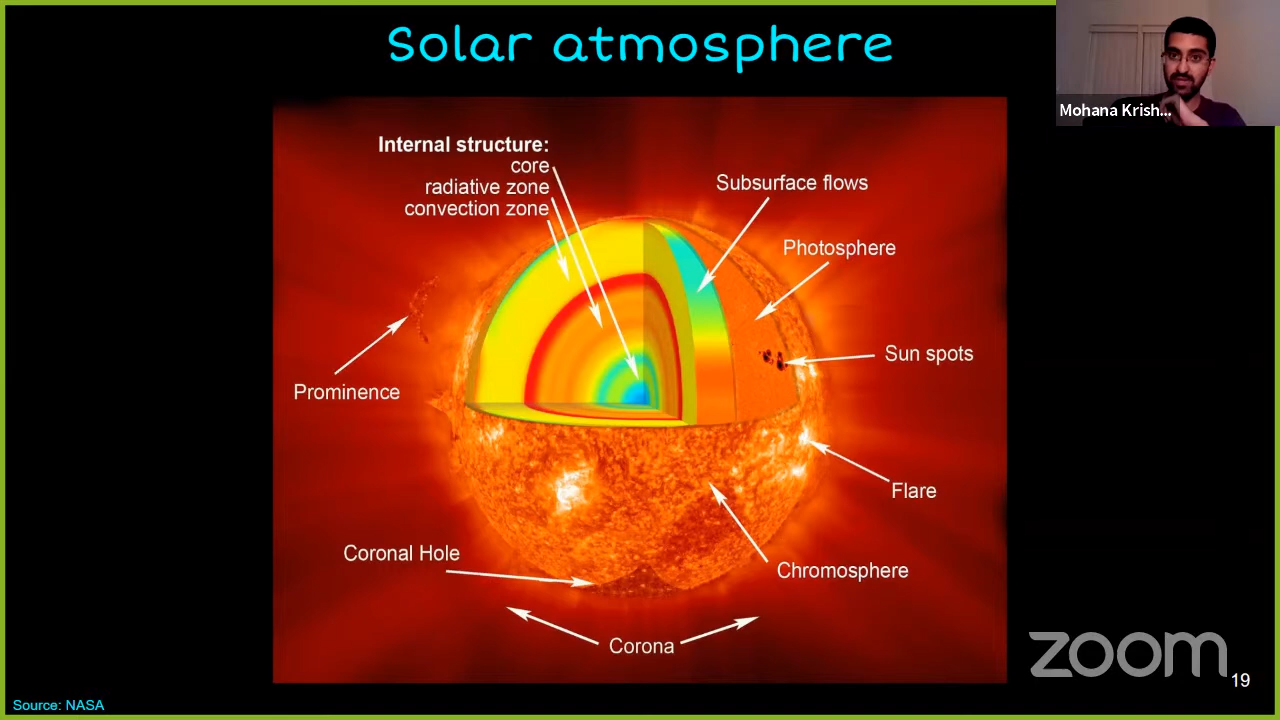 Solar atmosphere
Mohana Krish...
Internal structure:
core
radiative zone
convection zone
Subsurface flows
Photosphere
Sun spots
Prominence
Flare
Coronal Hole
Chromosphere
Corona
zoom
19
Source: NASA